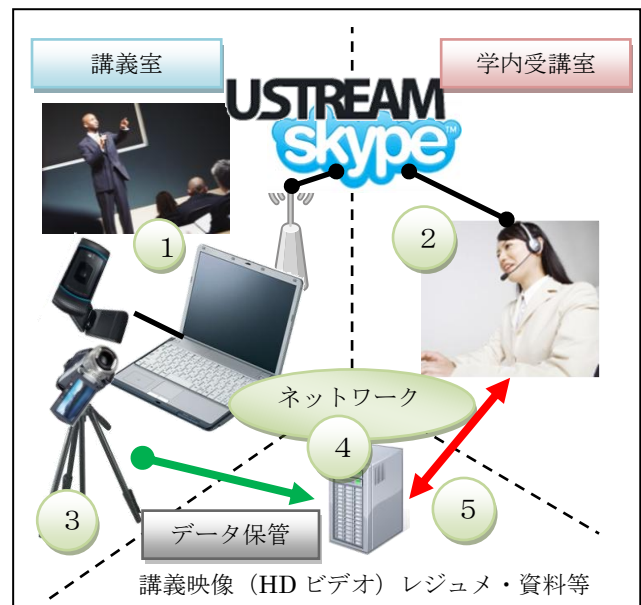 講義室
学内受講室
USTREAM
skype™
1
2
ネットワーク
4
3
5
データ保管
講義映像（HD ビデオ）レジュメ・資料等